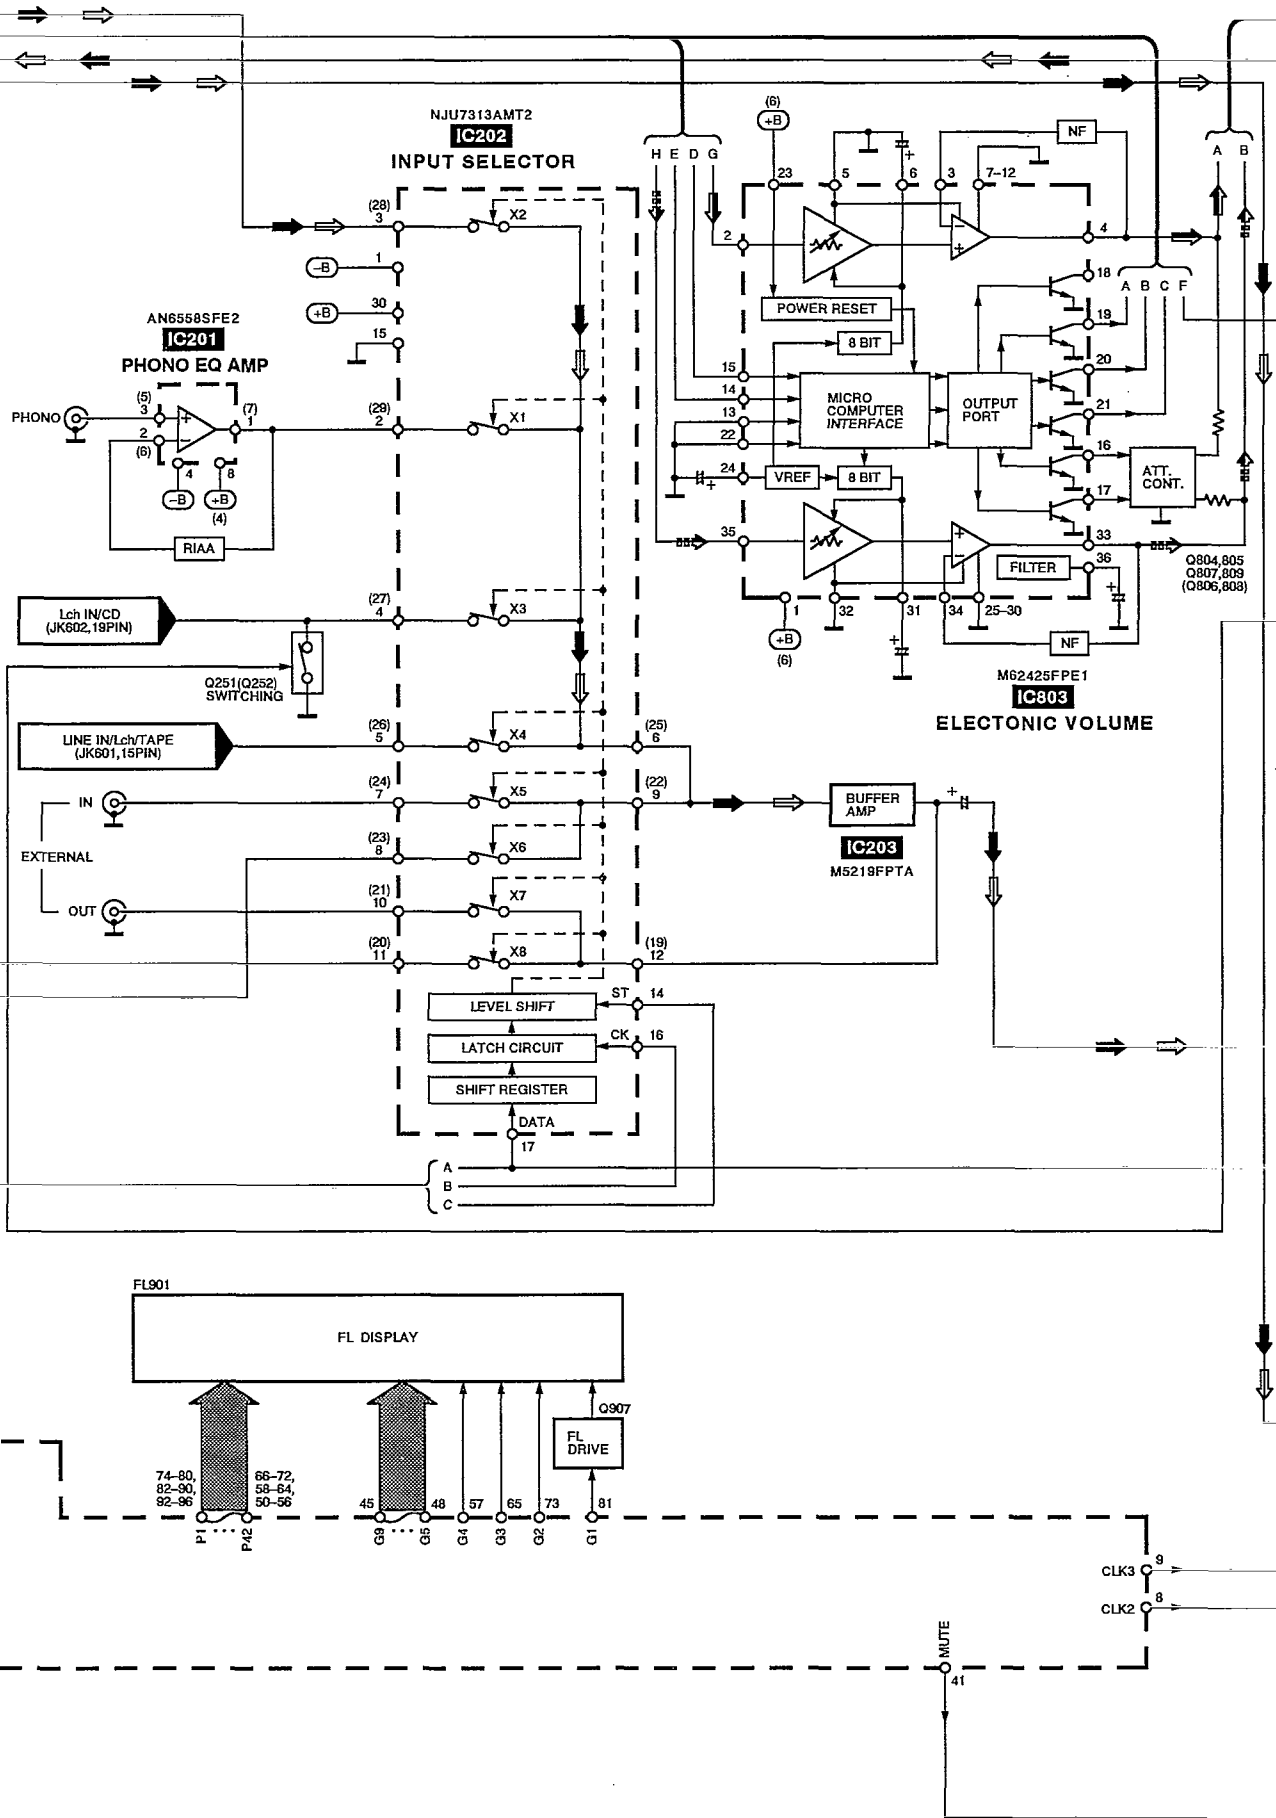 NJU7313AMT2
IC202
INPUT SELECTOR
(28)
3
X2
-B
1
+B
30
15
AN6558SFE2
IC201
PHONO EQ AMP
PHONO
(5)
3
+
2
−
(6)
(7)
1
4
8
-B
+B
(4)
RIAA
(29)
2
X1
Lch IN/CD
(JK602,19PIN)
(27)
4
X3
Q251(Q252)
SWITCHING
LINE IN/Lch/TAPE
(JK601,15PIN)
(26)
5
X4
(25)
6
IN
(24)
7
X5
(22)
9
EXTERNAL
(23)
8
X6
OUT
(21)
10
X7
(20)
11
X8
(19)
12
LEVEL SHIFT
ST
14
LATCH CIRCUIT
CK
16
SHIFT REGISTER
DATA
17
A
B
C
BUFFER
AMP
IC203
M5219FPTA
+
H E D G
(6)
+B
23
5
6
+
3
7–12
NF
A B
2
−
+
4
18
A B C F
POWER RESET
8 BIT
19
20
21
16
17
15
14
13
22
24
MICRO
COMPUTER
INTERFACE
OUTPUT
PORT
VREF
8 BIT
+
ATT.
CONT.
35
+
−
33
36
FILTER
+
Q804,805
Q807,809
(Q806,808)
1
32
31
34
25–30
+B
(6)
+
NF
M62425FPE1
IC803
ELECTONIC VOLUME
FL901
FL DISPLAY
Q907
FL
DRIVE
74–80,
82–90,
92–96
66–72,
58–64,
50–56
45
48
57
65
73
81
P1
P42
G9
G5
G4
G3
G2
G1
CLK3
9
CLK2
8
MUTE
41